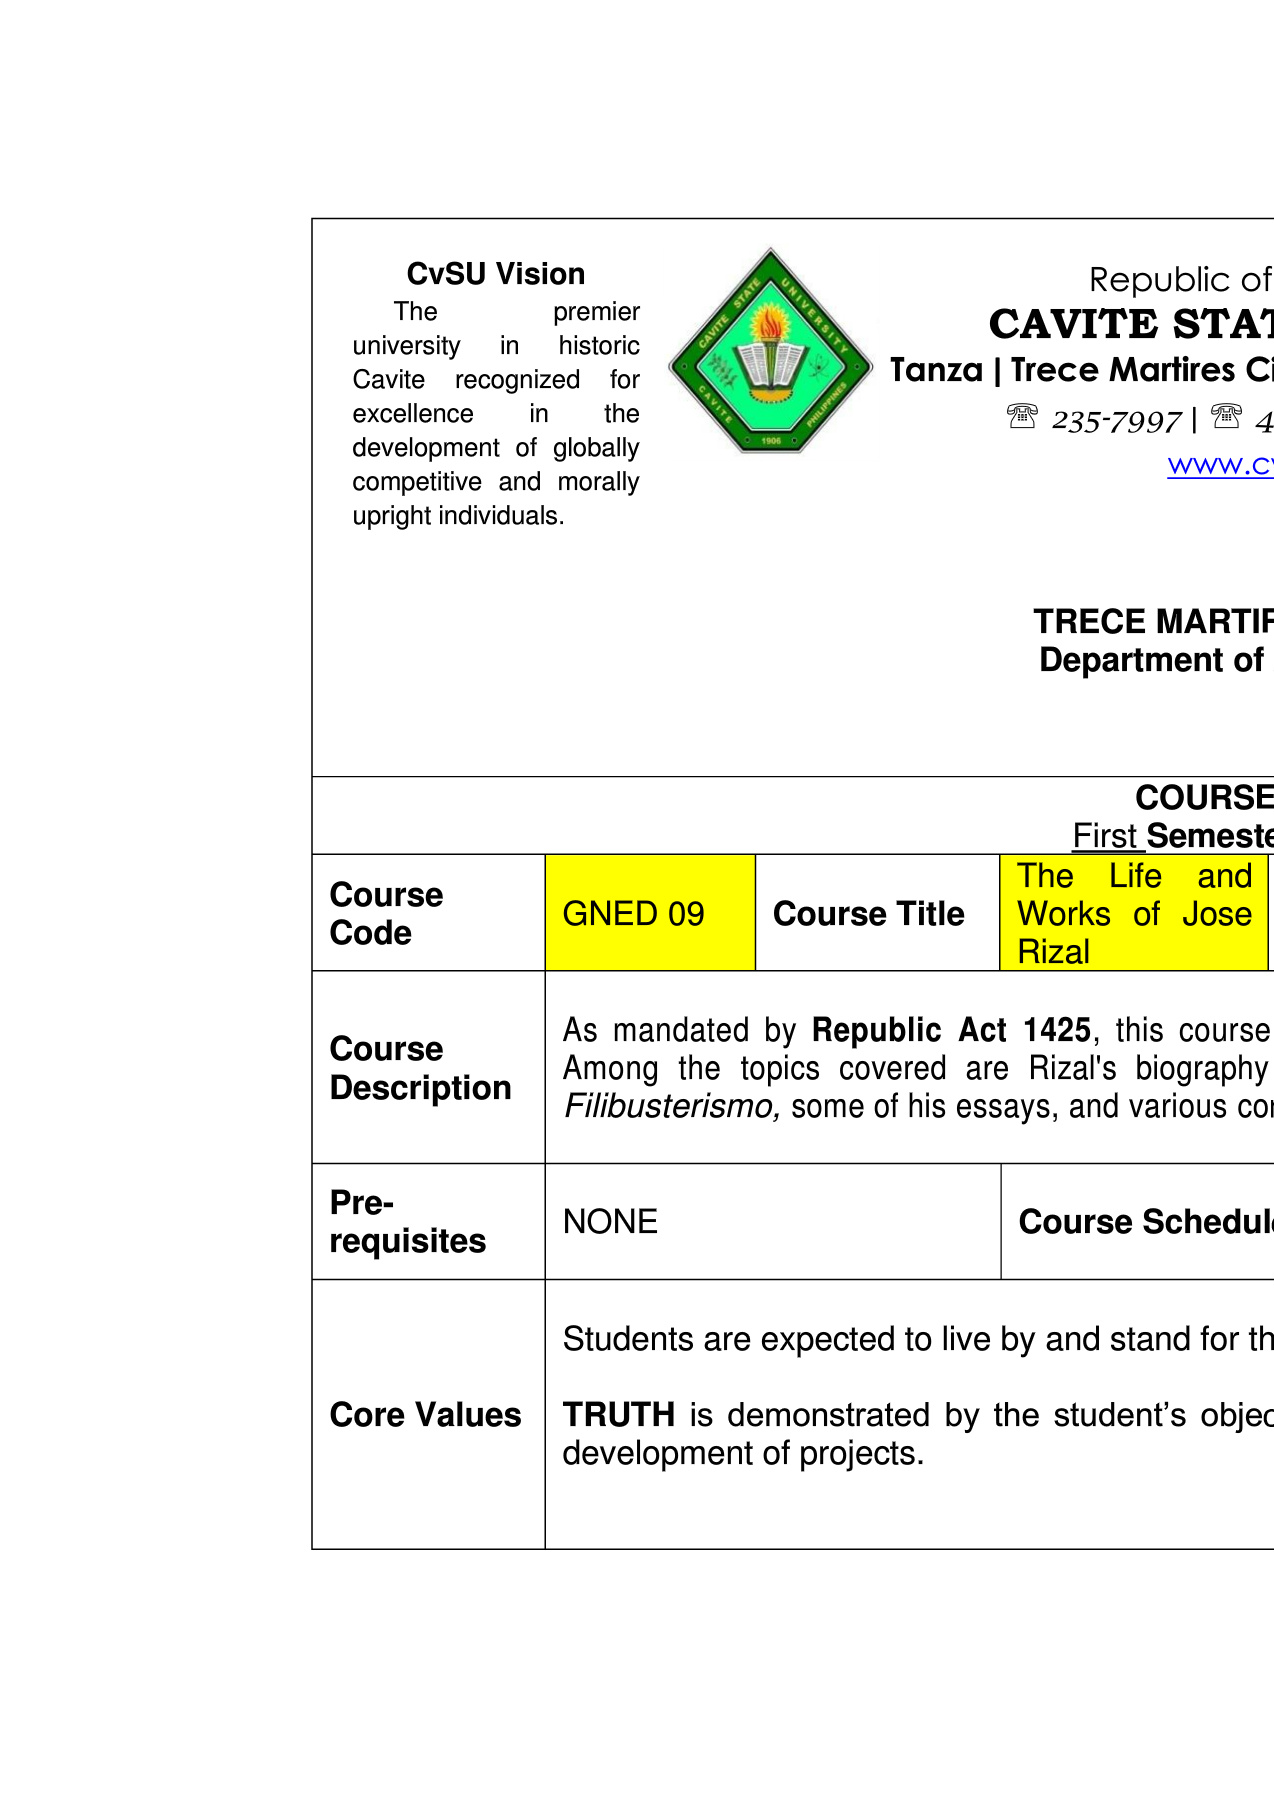 CvSU Vision
The premier
university in historic
Cavite recognized for
excellence in the
development of globally
competitive and morally
upright individuals.
CAVITE STATE UNIVERSITY
CAVITE PHILIPPINES
1906
Republic of
CAVITE STAT
Tanza | Trece Martires Ci
☏ 235-7997 | ☏ 4
www.cv
TRECE MARTIR
Department of
COURSE
First Semeste
Course
Code
GNED 09
Course Title
The Life and
Works of Jose
Rizal
Course
Description
As mandated by Republic Act 1425, this course
Among the topics covered are Rizal's biography
Filibusterismo, some of his essays, and various con
Pre-
requisites
NONE
Course Schedule
Core Values
Students are expected to live by and stand for th
TRUTH is demonstrated by the student’s objec
development of projects.